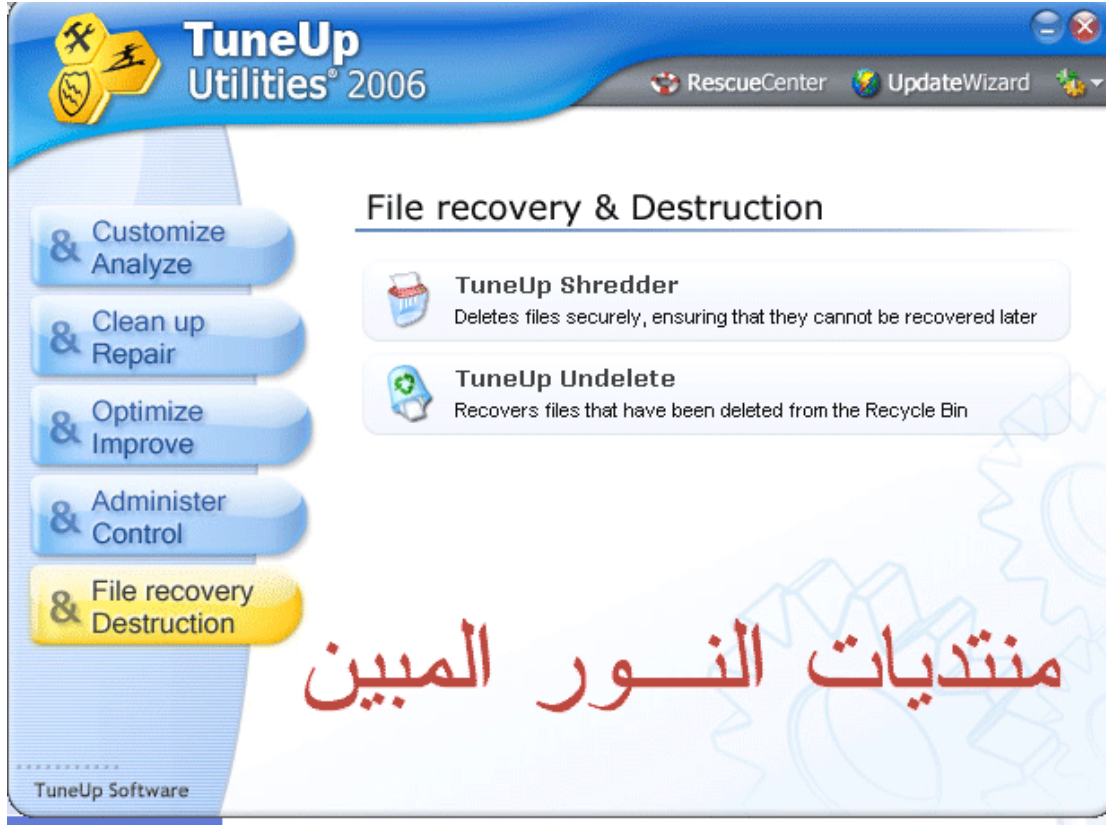 TuneUp
Utilities® 2006
RescueCenter UpdateWizard
File recovery & Destruction
& Customize
Analyze
& Clean up
Repair
& Optimize
Improve
& Administer
Control
& File recovery
Destruction
TuneUp Shredder
Deletes files securely, ensuring that they cannot be recovered later
TuneUp Undelete
Recovers files that have been deleted from the Recycle Bin
منتديات النـــور المبين
TuneUp Software